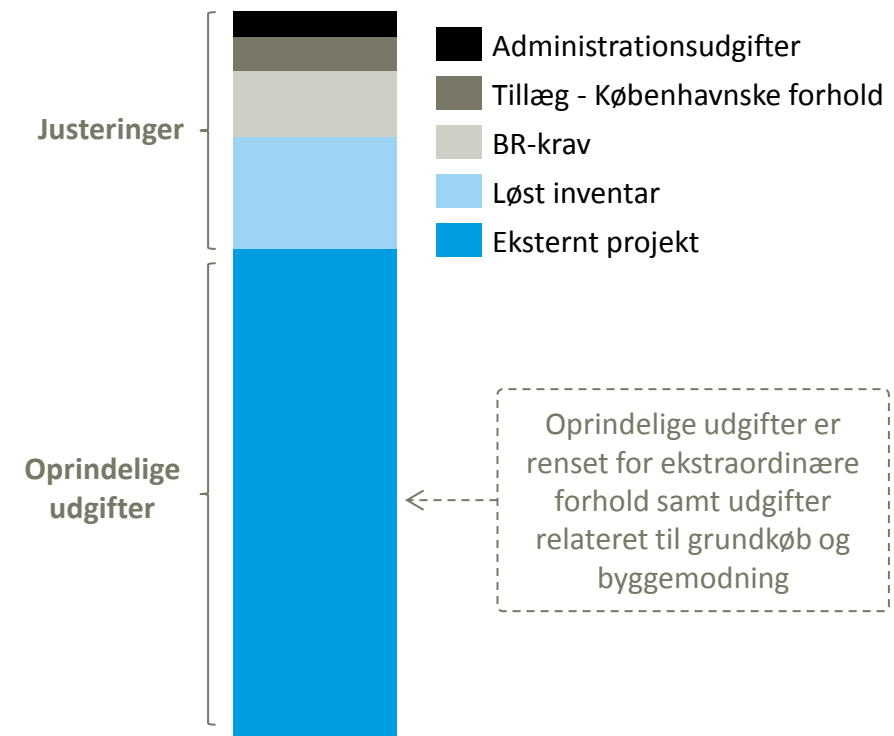 Justeringer
Administrationsudgifter
Tillæg - Københavnske forhold
BR-krav
Løst inventar
Eksternt projekt
Oprindelige
udgifter
Oprindelige udgifter er
renset for ekstraordinære
forhold samt udgifter
relateret til grundkøb og
byggemodning